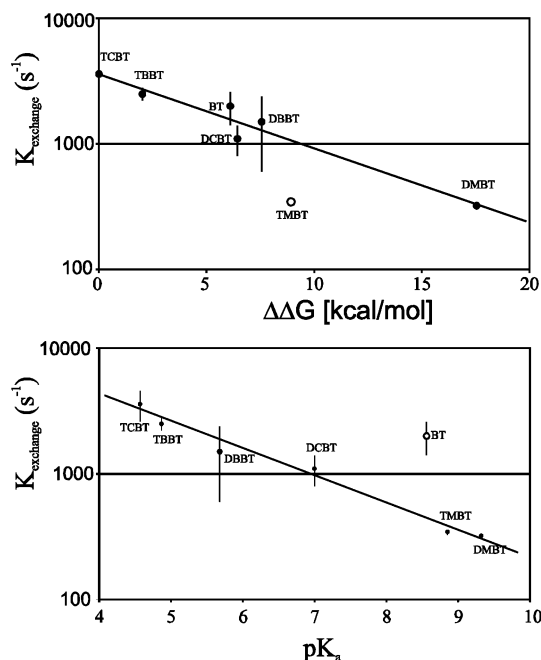 10000
TCBT
TBBT
BT
DBBT
DCBT
1000
DMBT
TMBT
100
0 5 10 15 20
K_exchange (s⁻¹)
ΔΔG [kcal/mol]
10000
TCBT
TBBT
DBBT
DCBT
BT
1000
TMBT
DMBT
100
4 5 6 7 8 9 10
K_exchange (s⁻¹)
pKₐ